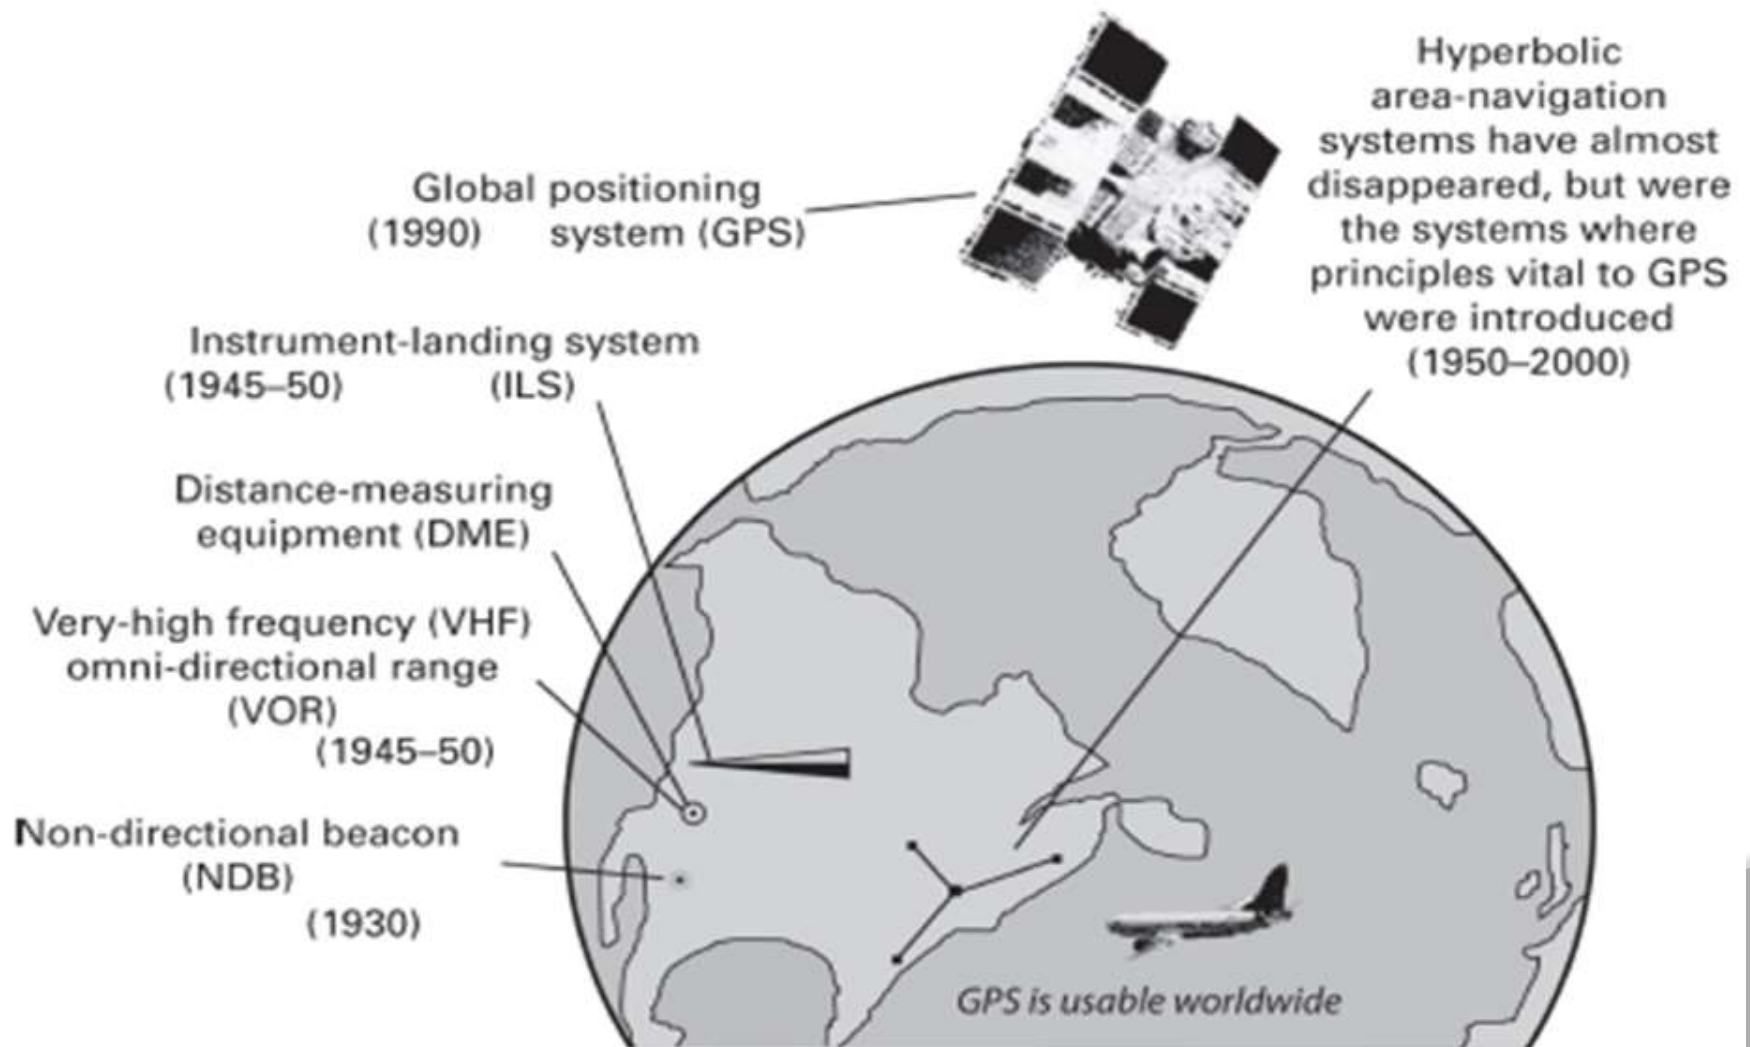 Hyperbolic
area-navigation
systems have almost
disappeared, but were
the systems where
principles vital to GPS
were introduced
(1950–2000)
Global positioning
(1990) system (GPS)
Instrument-landing system
(1945–50) (ILS)
Distance-measuring
equipment (DME)
Very-high frequency (VHF)
omni-directional range
(VOR)
(1945–50)
Non-directional beacon
(NDB)
(1930)
GPS is usable worldwide